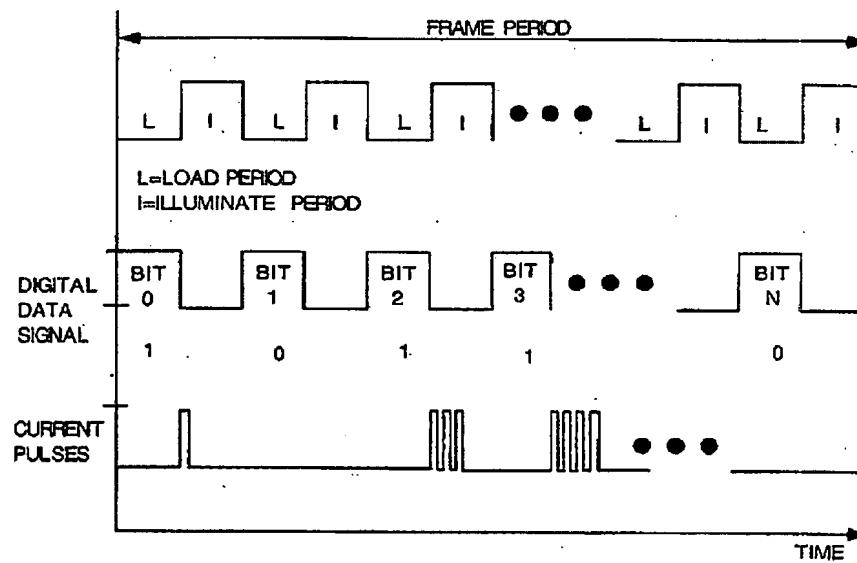 FRAME PERIOD
L I L I L I L I L I
L=LOAD PERIOD
I=ILLUMINATE PERIOD
DIGITAL
DATA
SIGNAL
BIT
0
BIT
1
BIT
2
BIT
3
BIT
N
1 0 1 1 0
CURRENT
PULSES
TIME